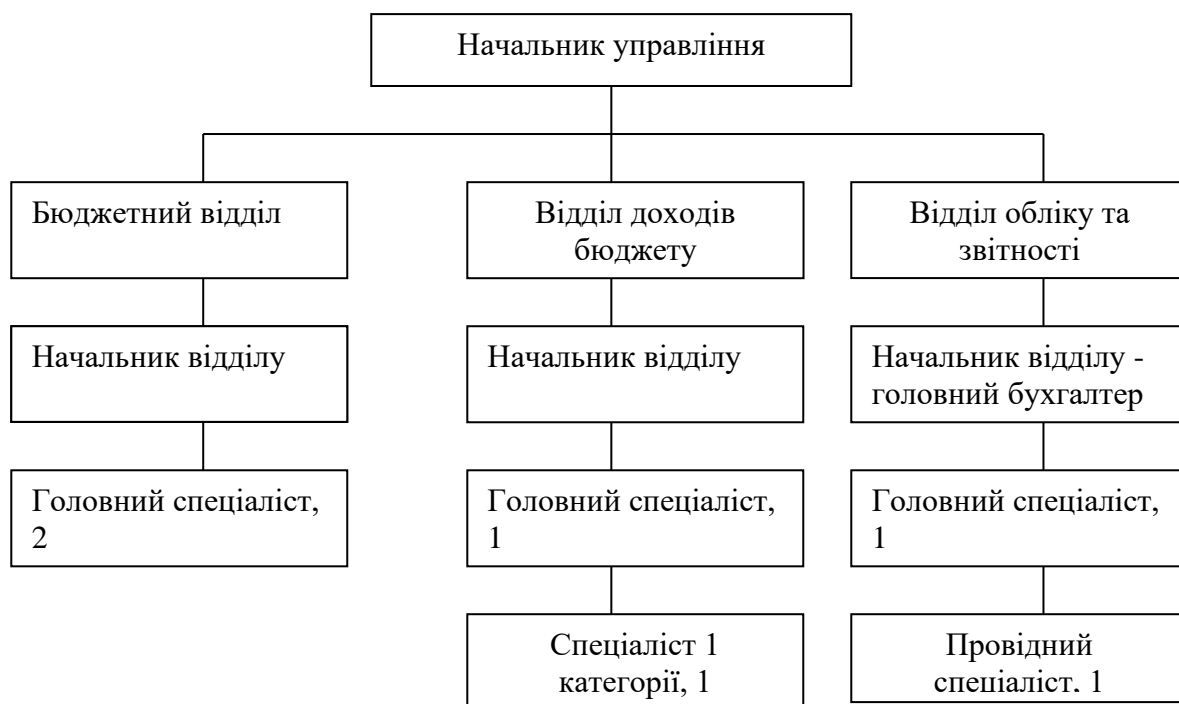 Начальник управління
Бюджетний відділ
Відділ доходів
бюджету
Відділ обліку та
звітності
Начальник відділу
Начальник відділу
Начальник відділу -
головний бухгалтер
Головний спеціаліст,
2
Головний спеціаліст,
1
Головний спеціаліст,
1
Спеціаліст 1
категорії, 1
Провідний
спеціаліст, 1